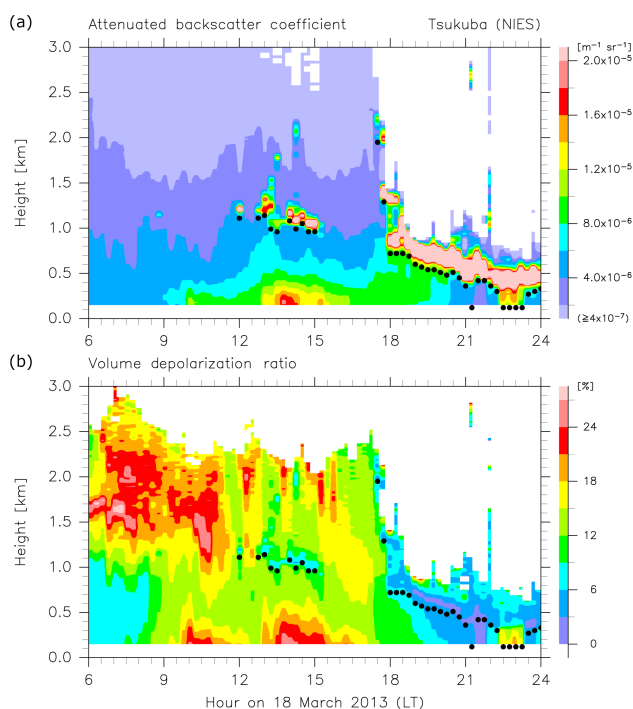 (a) Attenuated backscatter coefficient Tsukuba (NIES)
[m⁻¹ sr⁻¹]
3.0
2.5
2.0
1.5
1.0
0.5
0.0
Height [km]
6 9 12 15 18 21 24
2.0x10⁻⁵
1.6x10⁻⁵
1.2x10⁻⁵
8.0x10⁻⁶
4.0x10⁻⁶
(≧4x10⁻⁷)
(b) Volume depolarization ratio
[%]
3.0
2.5
2.0
1.5
1.0
0.5
0.0
Height [km]
6 9 12 15 18 21 24
24
18
12
6
0
Hour on 18 March 2013 (LT)